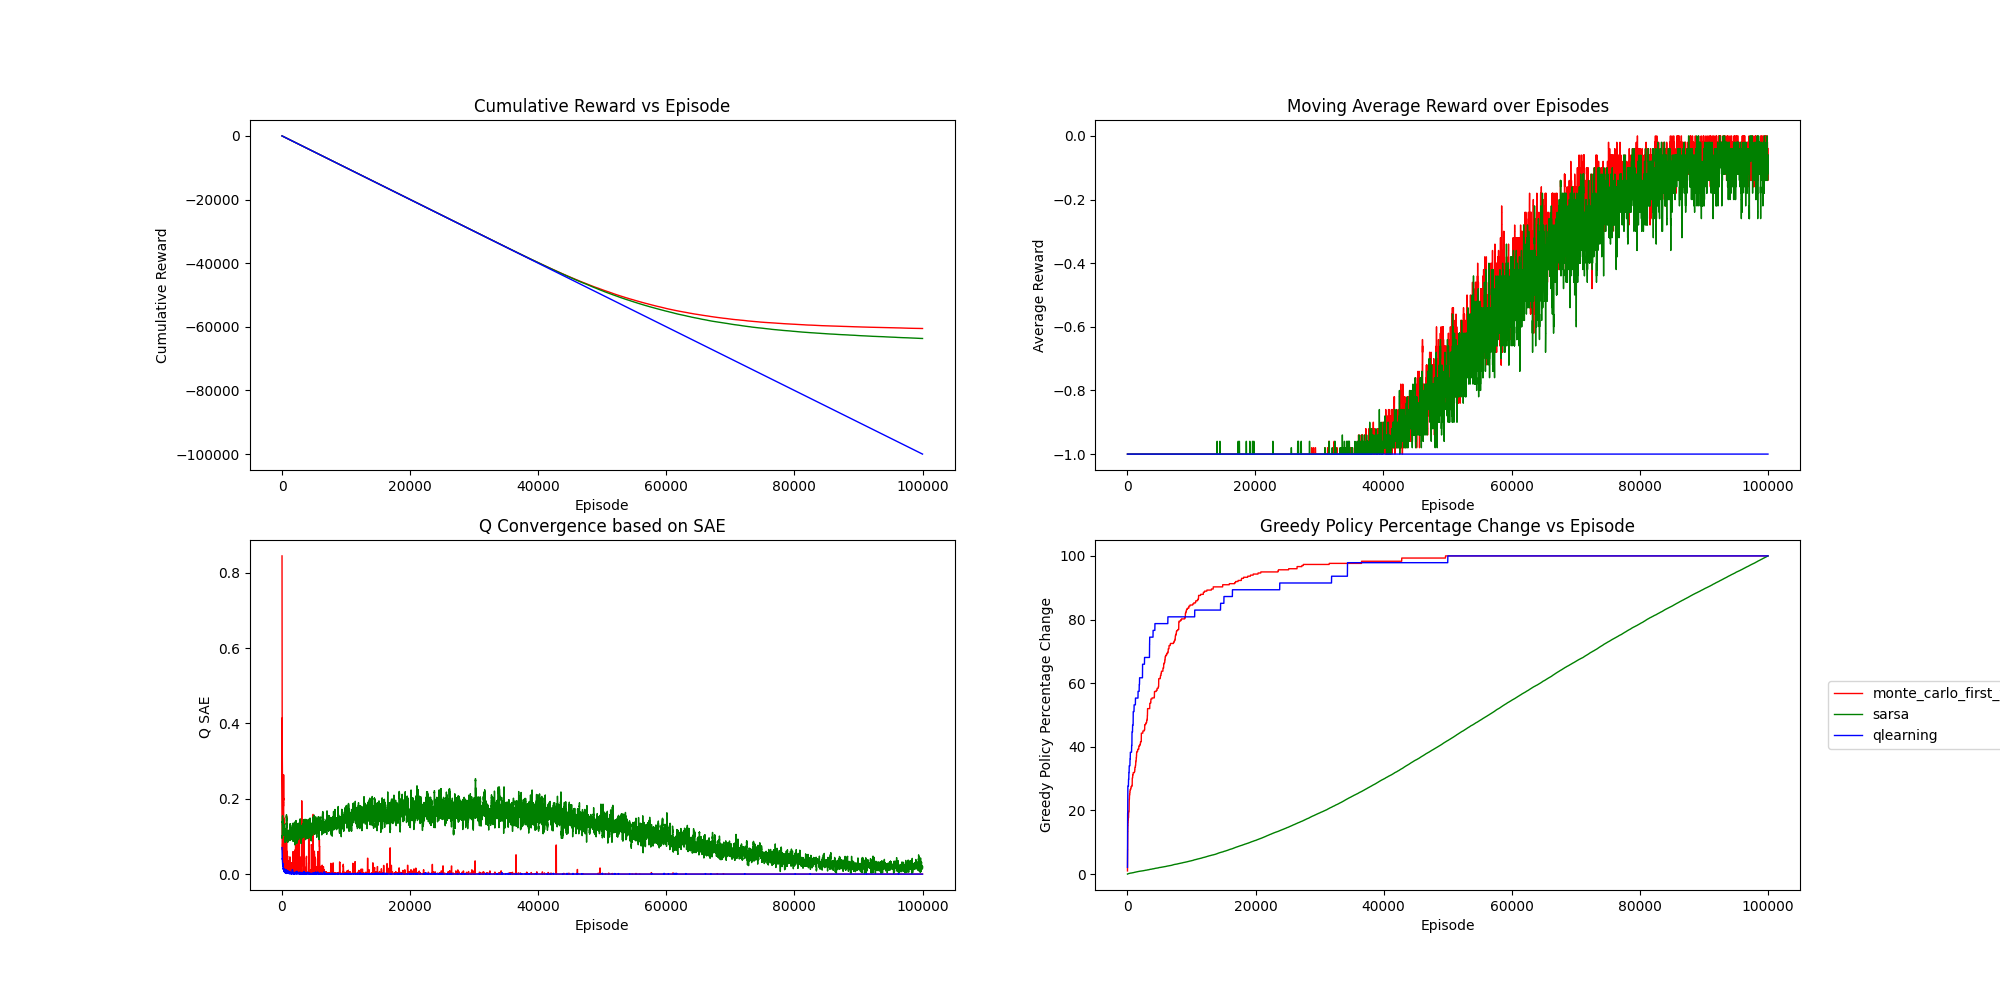 Cumulative Reward vs Episode
0
−20000
−40000
−60000
−80000
−100000
Cumulative Reward
0 20000 40000 60000 80000 100000
Episode
Moving Average Reward over Episodes
0.0
−0.2
−0.4
−0.6
−0.8
−1.0
Average Reward
0 20000 40000 60000 80000 100000
Episode
Q Convergence based on SAE
0.8
0.6
0.4
0.2
0.0
Q SAE
0 20000 40000 60000 80000 100000
Episode
Greedy Policy Percentage Change vs Episode
100
80
60
40
20
0
Greedy Policy Percentage Change
0 20000 40000 60000 80000 100000
Episode
monte_carlo_first_
sarsa
qlearning